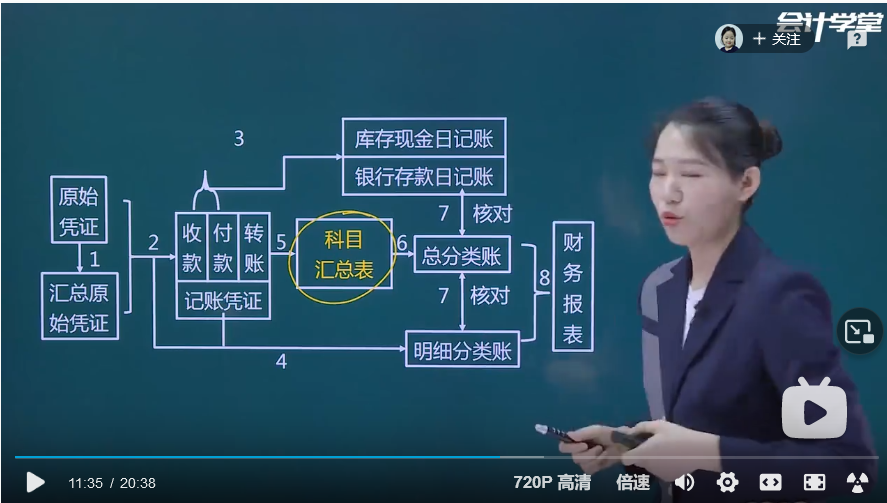 会计学堂
+ 关注
?
3
库存现金日记账
银行存款日记账
原始
凭证
1
汇总原
始凭证
2
收款
付款
转账
记账凭证
5
科目
汇总表
6
7 核对
总分类账
7 核对
明细分类账
4
8
财务报表
11:35 / 20:38
720P 高清
倍速